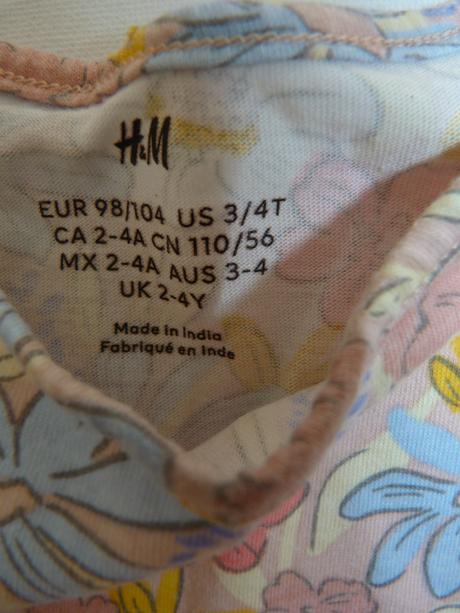 H&M
EUR 98/104 US 3/4T
CA 2-4A CN 110/56
MX 2-4A AUS 3-4
UK 2-4Y
Made in India
Fabriqué en Inde